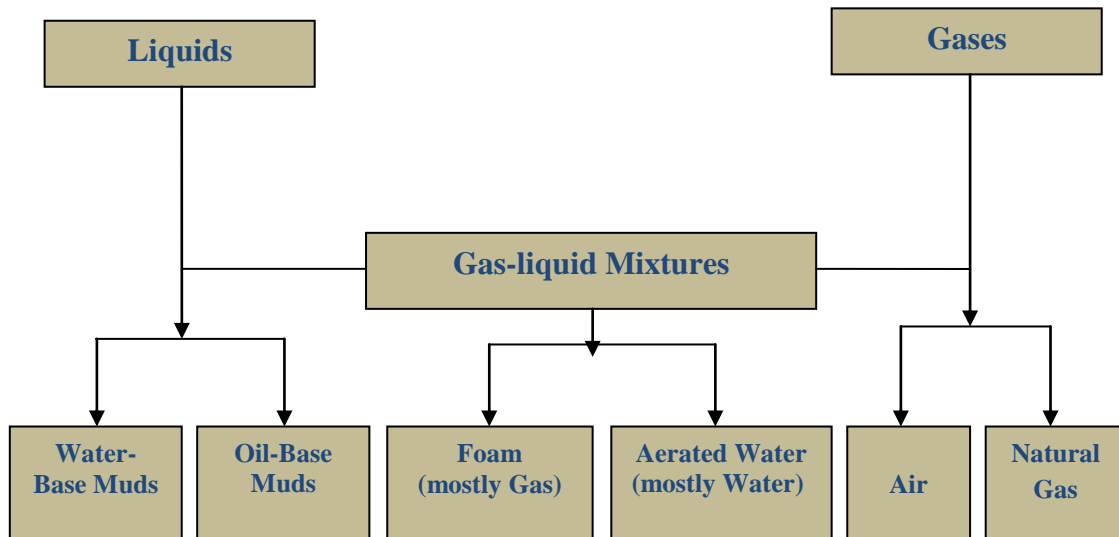 Liquids
Gases
Gas-liquid Mixtures
Water-
Base Muds
Oil-Base
Muds
Foam
(mostly Gas)
Aerated Water
(mostly Water)
Air
Natural
Gas